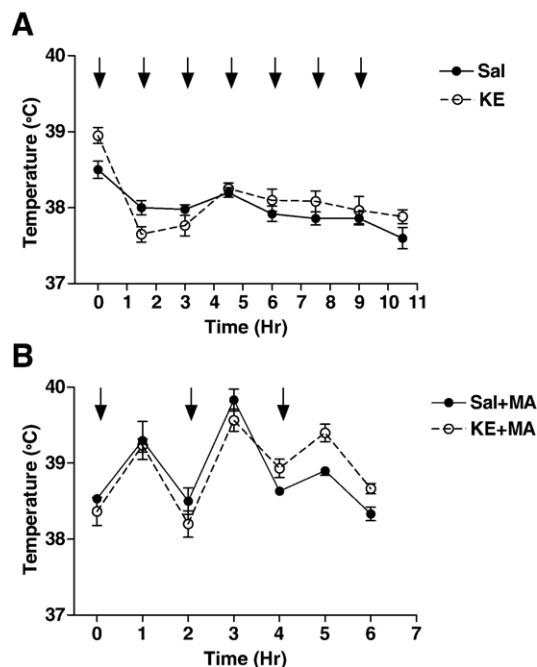 A
Temperature (°C)
40
39
38
37
0 1 2 3 4 5 6 7 8 9 10 11
Time (Hr)
Sal
KE
B
Temperature (°C)
40
39
38
37
0 1 2 3 4 5 6 7
Time (Hr)
Sal+MA
KE+MA